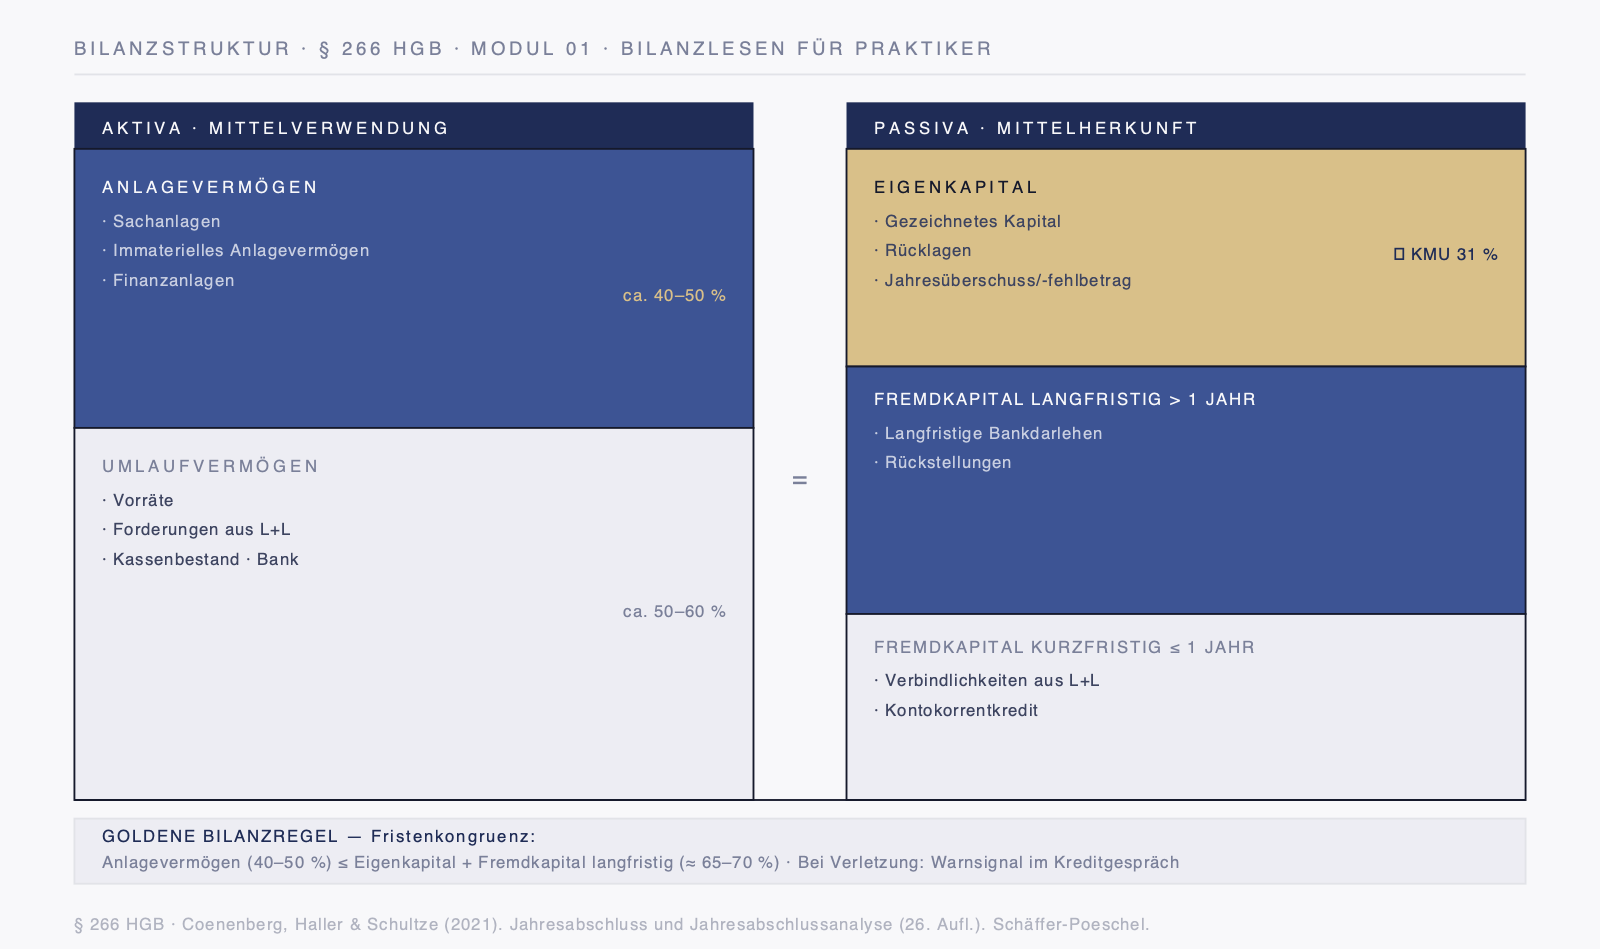 BILANZSTRUKTUR · § 266 HGB · MODUL 01 · BILANZLESEN FÜR PRAKTIKER
AKTIVA · MITTELVERWENDUNG
ANLAGEVERMÖGEN
· Sachanlagen
· Immaterielles Anlagevermögen
· Finanzanlagen
ca. 40–50 %
UMLAUFVERMÖGEN
· Vorräte
· Forderungen aus L+L
· Kassenbestand · Bank
ca. 50–60 %
=
PASSIVA · MITTELHERKUNFT
EIGENKAPITAL
· Gezeichnetes Kapital
· Rücklagen
· Jahresüberschuss/-fehlbetrag
KMU 31 %
FREMDKAPITAL LANGFRISTIG > 1 JAHR
· Langfristige Bankdarlehen
· Rückstellungen
FREMDKAPITAL KURZFRISTIG ≤ 1 JAHR
· Verbindlichkeiten aus L+L
· Kontokorrentkredit
GOLDENE BILANZREGEL — Fristenkongruenz:
Anlagevermögen (40–50 %) ≤ Eigenkapital + Fremdkapital langfristig (≈ 65–70 %) · Bei Verletzung: Warnsignal im Kreditgespräch
§ 266 HGB · Coenenberg, Haller & Schultze (2021). Jahresabschluss und Jahresabschlussanalyse (26. Aufl.). Schäffer-Poeschel.